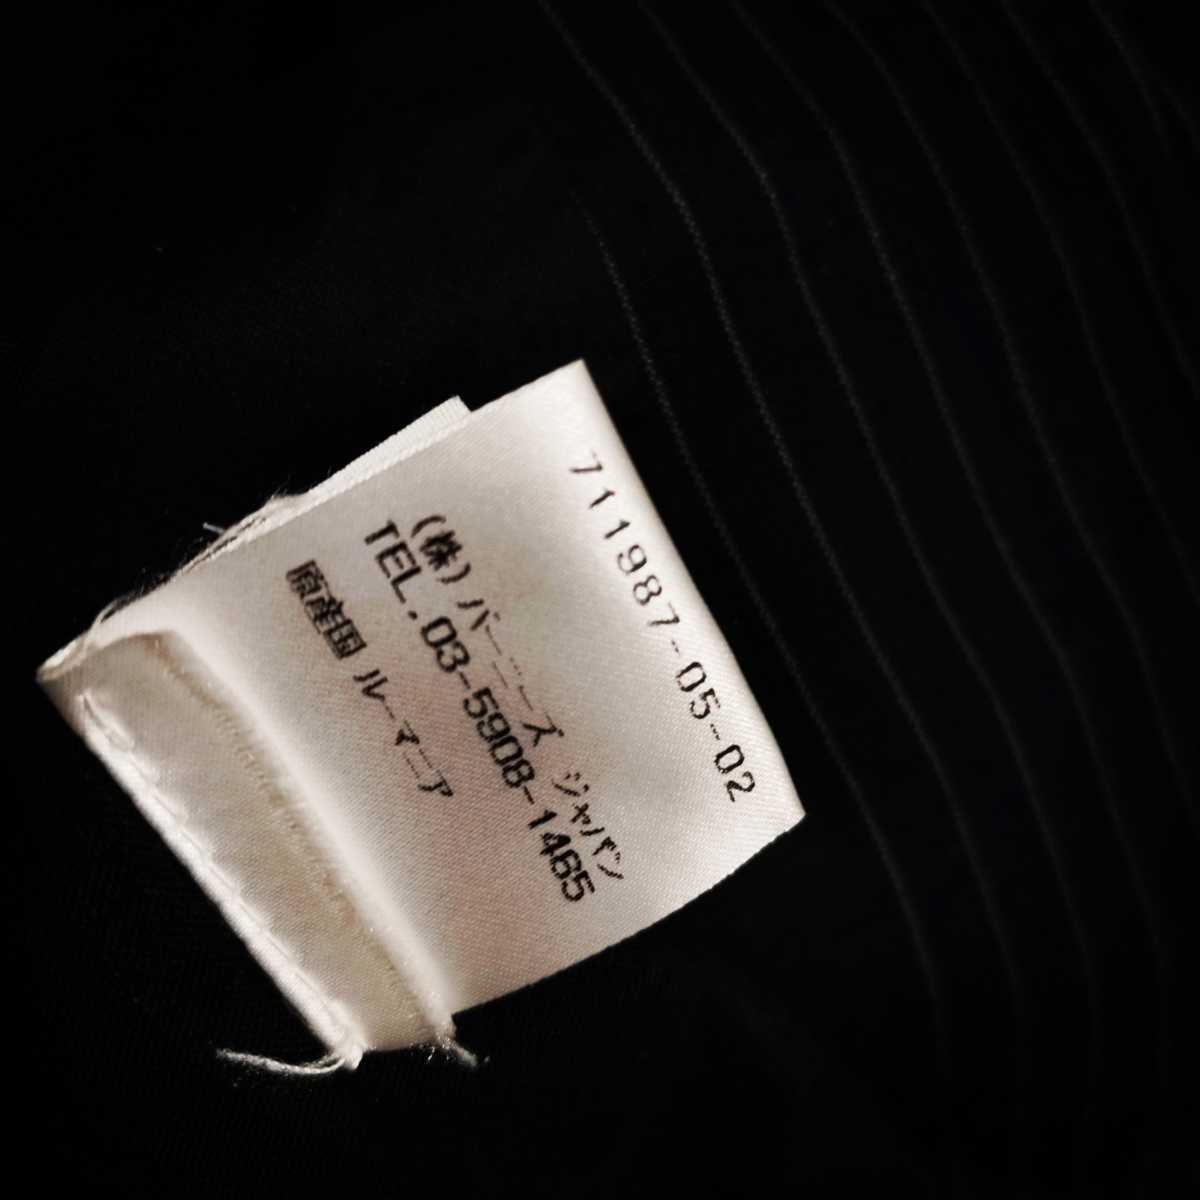 711987-05-02
(株)バーニーズ ジャパン
TEL.03-5908-1465
原産国 ルーマニア